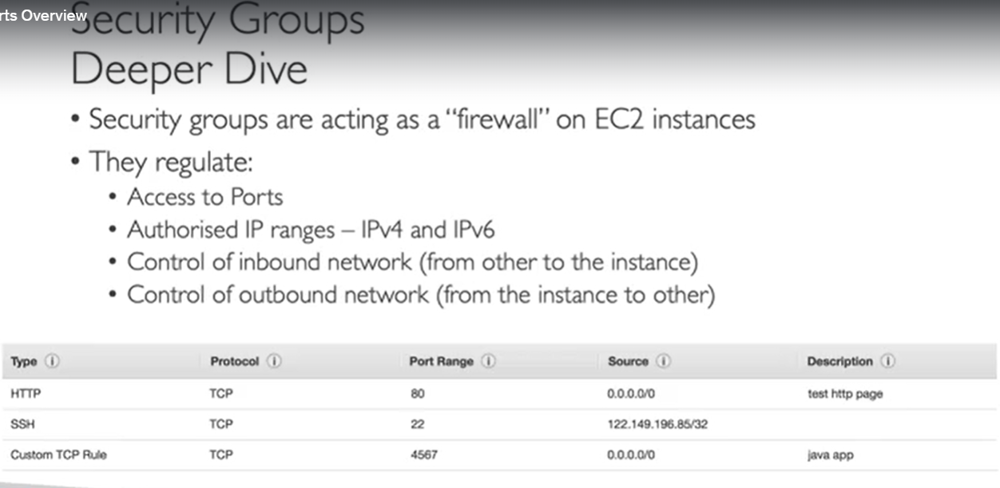 rts Overview
Security Groups
Deeper Dive
• Security groups are acting as a “firewall” on EC2 instances
• They regulate:
• Access to Ports
• Authorised IP ranges – IPv4 and IPv6
• Control of inbound network (from other to the instance)
• Control of outbound network (from the instance to other)
Type Protocol Port Range Source Description
HTTP TCP 80 0.0.0.0/0 test http page
SSH TCP 22 122.149.196.85/32
Custom TCP Rule TCP 4567 0.0.0.0/0 java app